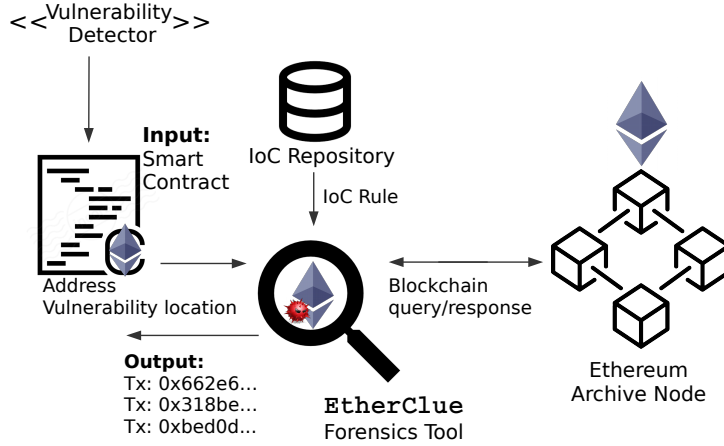 <<Vulnerability>>
Detector
Input:
Smart
Contract
IoC Repository
IoC Rule
Address
Vulnerability location
Blockchain
query/response
Output:
Tx: 0x662e6...
Tx: 0x318be...
Tx: 0xbed0d...
EtherClue
Forensics Tool
Ethereum
Archive Node